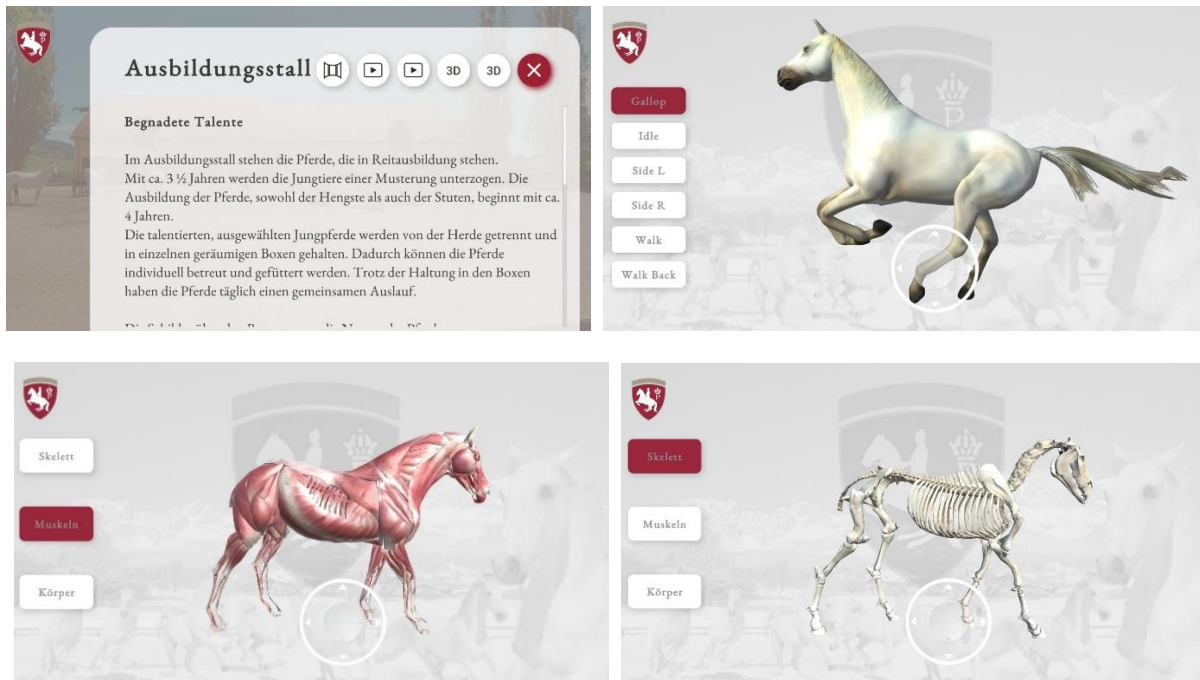 Ausbildungsstall
3D
3D
Begnadete Talente
Im Ausbildungsstall stehen die Pferde, die in Reitausbildung stehen.
Mit ca. 3 ½ Jahren werden die Jungtiere einer Musterung unterzogen. Die
Ausbildung der Pferde, sowohl der Hengste als auch der Stuten, beginnt mit ca.
4 Jahren.
Die talentierten, ausgewählten Jungpferde werden von der Herde getrennt und
in einzelnen geräumigen Boxen gehalten. Dadurch können die Pferde
individuell betreut und gefüttert werden. Trotz der Haltung in den Boxen
haben die Pferde täglich einen gemeinsamen Auslauf.
Gallop
Idle
Side L
Side R
Walk
Walk Back
P
Skelett
Muskeln
Körper
Skelett
Muskeln
Körper